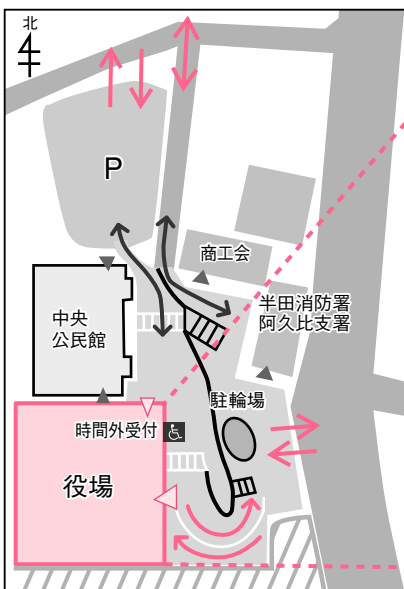 北
P
商工会
半田消防署
阿久比支署
中央
公民館
駐輪場
時間外受付
役場